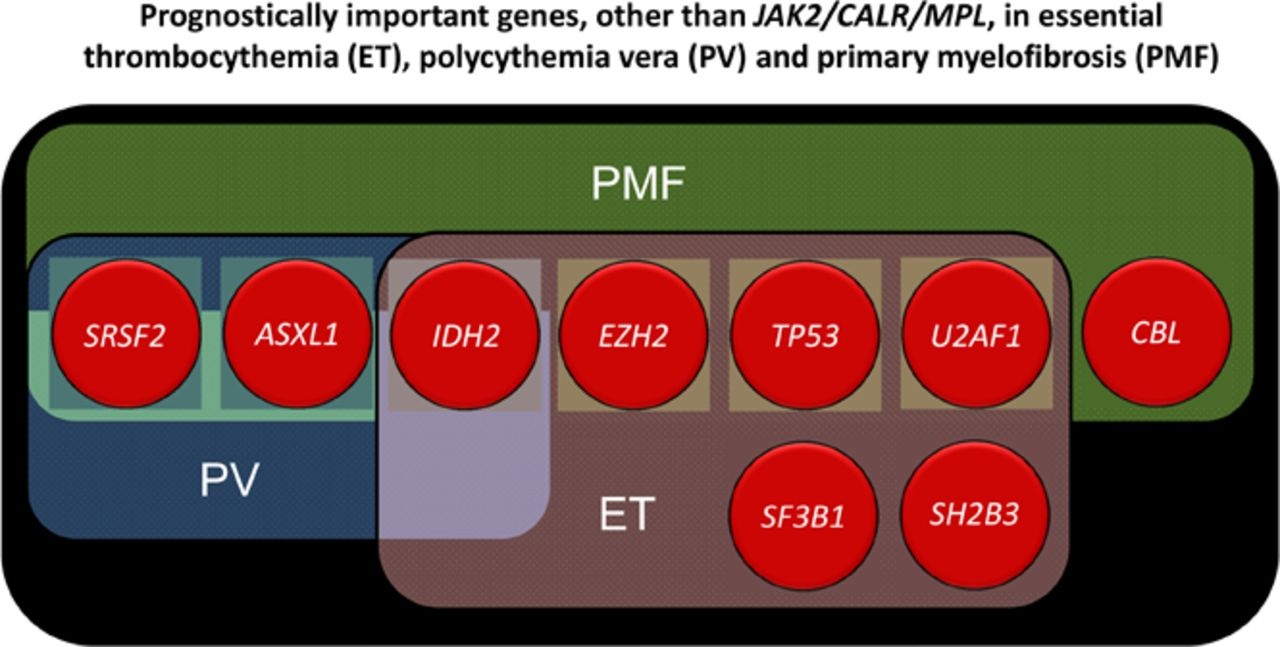 Prognostically important genes, other than JAK2/CALR/MPL, in essential
thrombocythemia (ET), polycythemia vera (PV) and primary myelofibrosis (PMF)
PMF
SRSF2 ASXL1 IDH2 EZH2 TP53 U2AF1 CBL
PV
ET
SF3B1 SH2B3